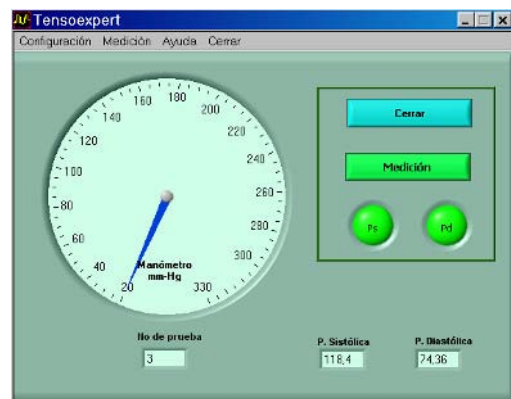 Tensoexpert
Configuración Medición Ayuda Cerrar
160 180 200
140 220
120 240
100 260
80 280
60 300
40 330
20
Manómetro
mm-Hg
Cerrar
Medición
Ps Pd
No de prueba
3
P. Sistólica P. Diastólica
118,4 74,36